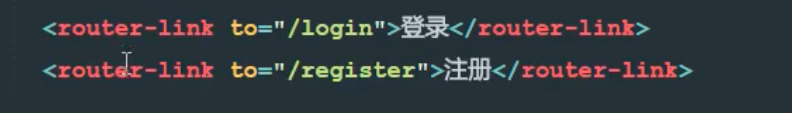 <router-link to="/login">登录</router-link>
<router-link to="/register">注册</router-link>